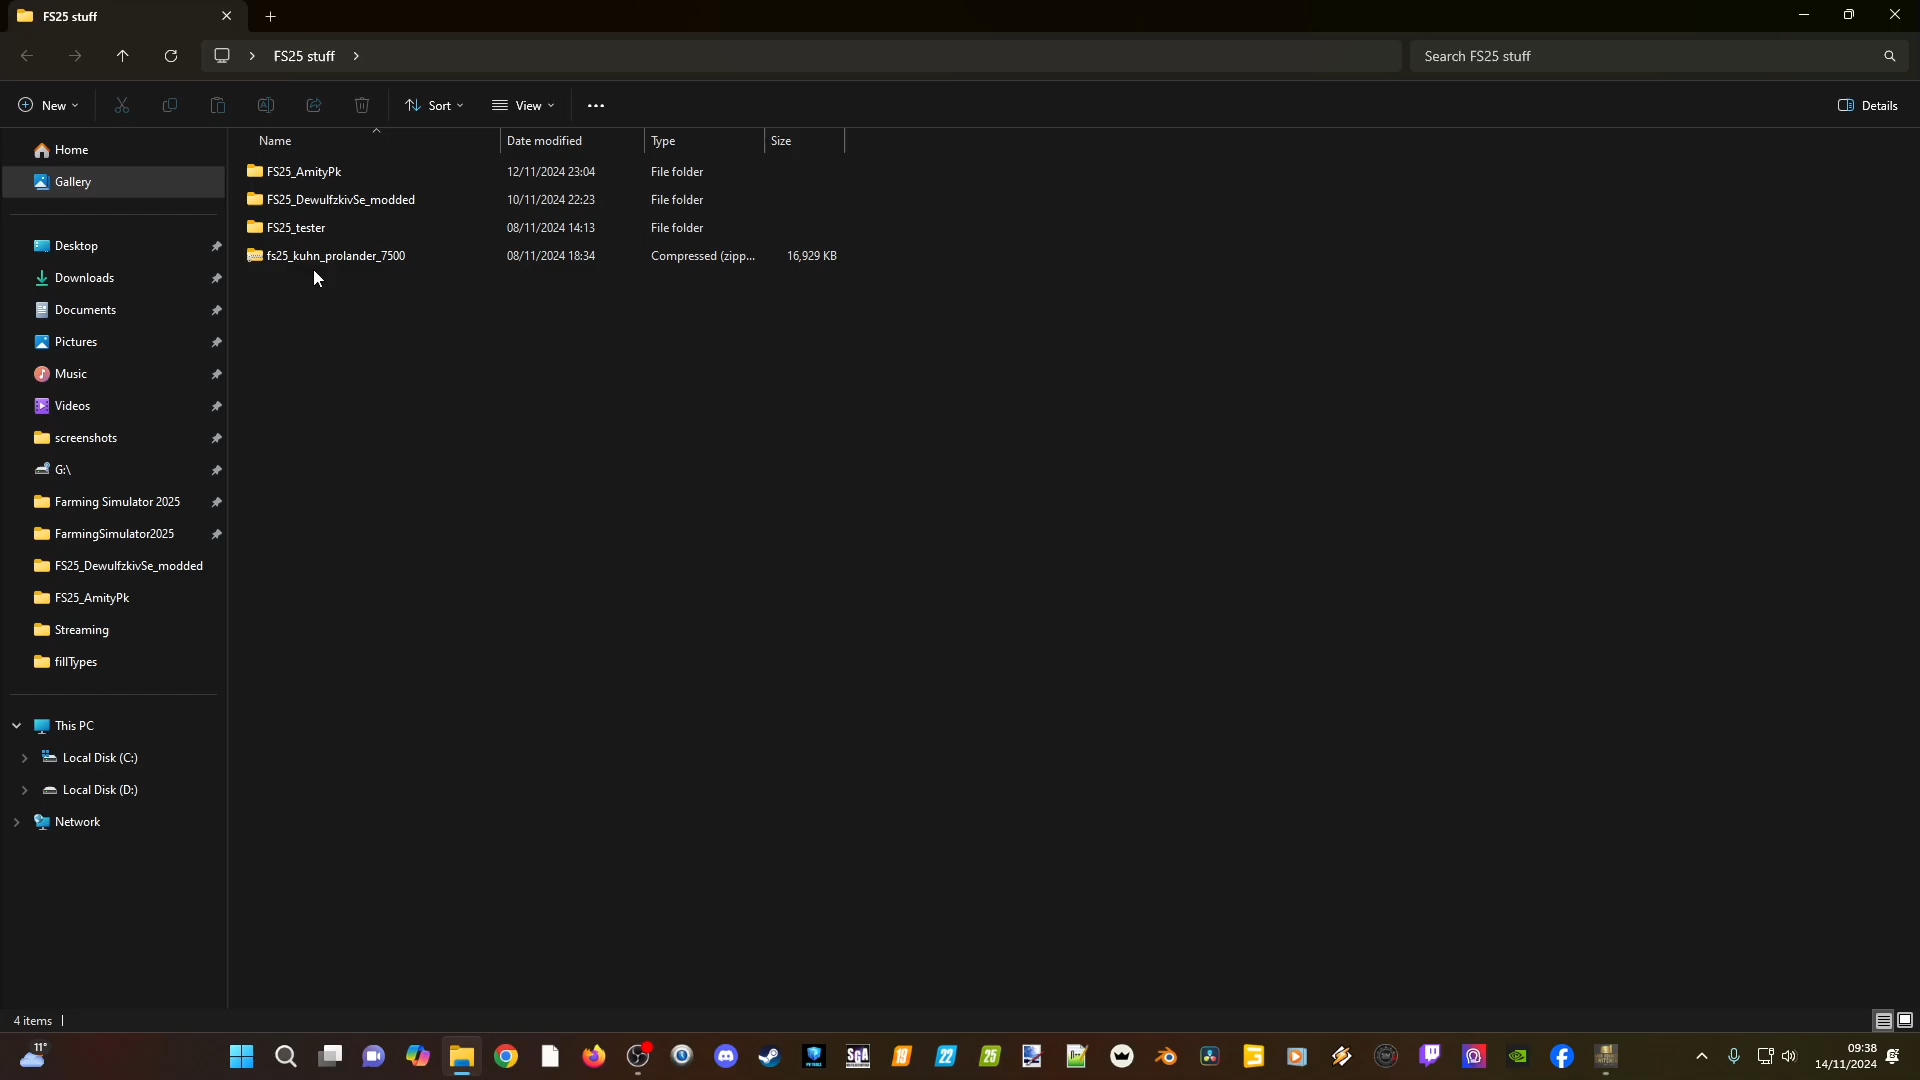 FS25 stuff
FS25 stuff
Search FS25 stuff
New
Sort
View
Details
Name
Date modified
Type
Size
Home
Gallery
FS25_AmityPk 12/11/2024 23:04 File folder
FS25_DewulfzkivSe_modded 10/11/2024 22:23 File folder
FS25_tester 08/11/2024 14:13 File folder
fs25_kuhn_prolander_7500 08/11/2024 18:34 Compressed (zipp... 16,929 KB
Desktop
Downloads
Documents
Pictures
Music
Videos
screenshots
G:\
Farming Simulator 2025
FarmingSimulator2025
FS25_DewulfzkivSe_modded
FS25_AmityPk
Streaming
fillTypes
This PC
Local Disk (C:)
Local Disk (D:)
Network
4 items
11°
SGA
19
22
25
09:38
14/11/2024